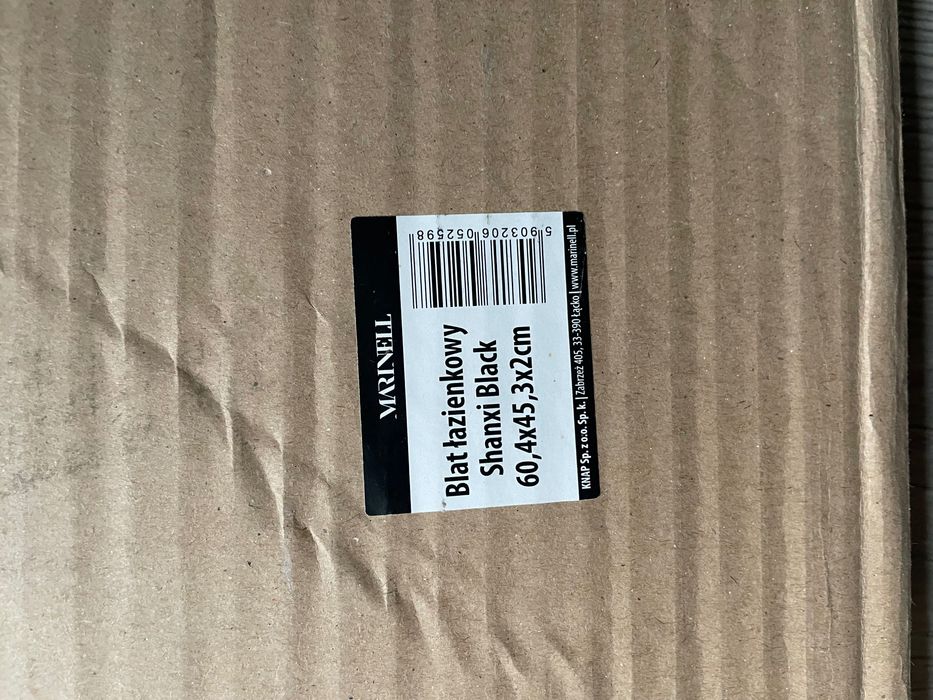 MARINELL
Blat łazienkowy
Shanxi Black
60,4x45,3x2cm
5 903206 052598
KNAP Sp. z o.o. Sp. k. | Zabrzeż 405, 33-390 Łącko | www.marinell.pl